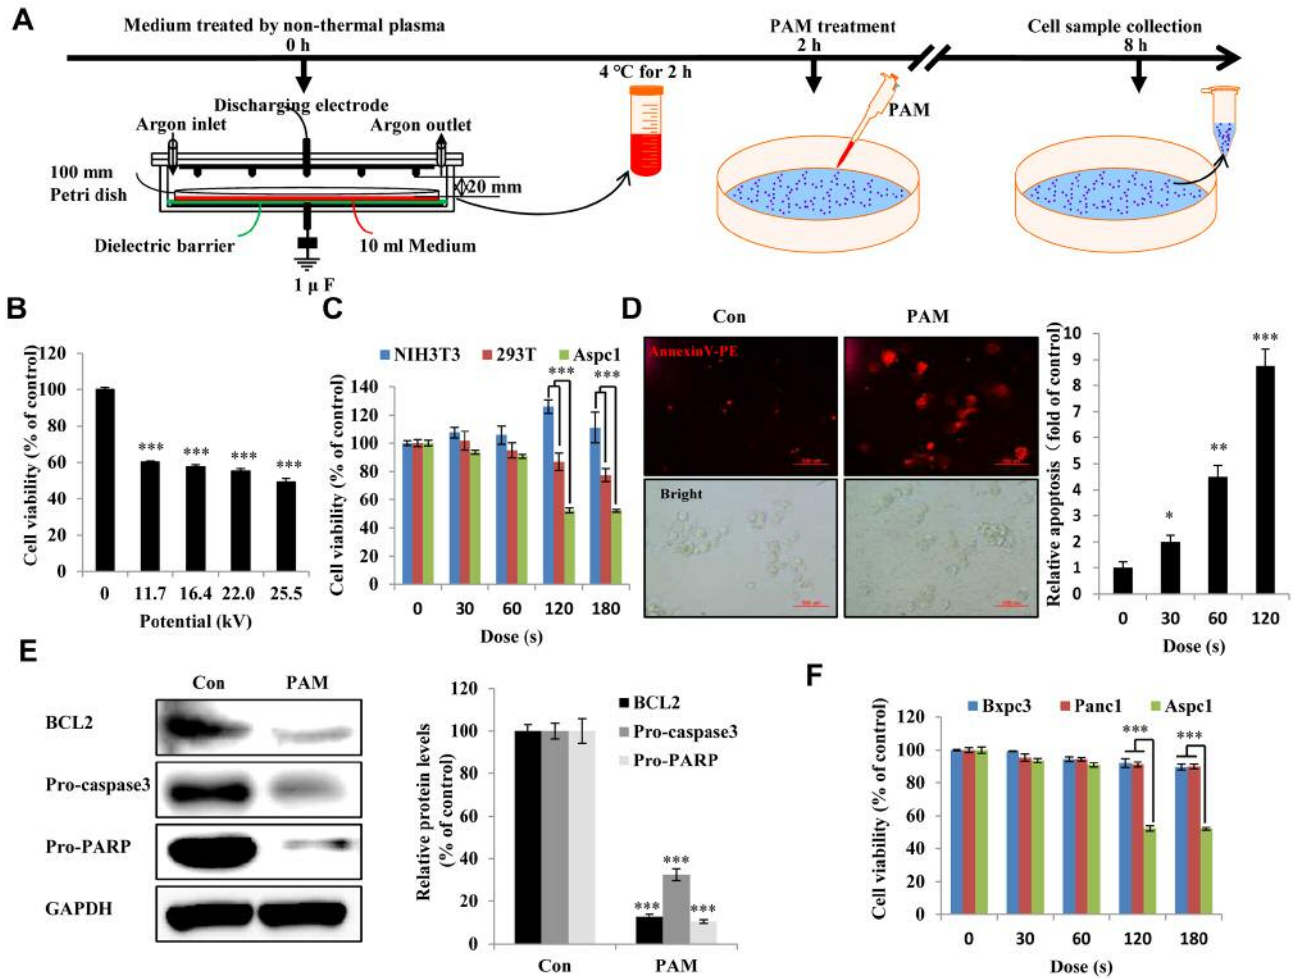 A
Medium treated by non-thermal plasma
0 h
PAM treatment
2 h
Cell sample collection
8 h
4 °C for 2 h
Discharging electrode
Argon inlet
Argon outlet
PAM
100 mm
Petri dish
20 mm
Dielectric barrier
10 ml Medium
1 μ F
B
Cell viability (% of control)
120
100
80
60
40
20
0
***
***
***
***
0 11.7 16.4 22.0 25.5
Potential (kV)
C
NIH3T3 293T Aspc1
Cell viability (% of control)
140
120
100
80
60
40
20
0
***
***
0 30 60 120 180
Dose (s)
D
Con PAM
AnnexinV-PE
Bright
Relative apoptosis (fold of control)
10
9
8
7
6
5
4
3
2
1
0
*
**
***
0 30 60 120
Dose (s)
E
Con PAM
BCL2
Pro-caspase3
Pro-PARP
GAPDH
Relative protein levels
(% of control)
120
100
80
60
40
20
0
BCL2
Pro-caspase3
Pro-PARP
***
***
***
Con PAM
F
Bxpc3 Panc1 Aspc1
Cell viability (% of control)
120
100
80
60
40
20
0
***
***
0 30 60 120 180
Dose (s)